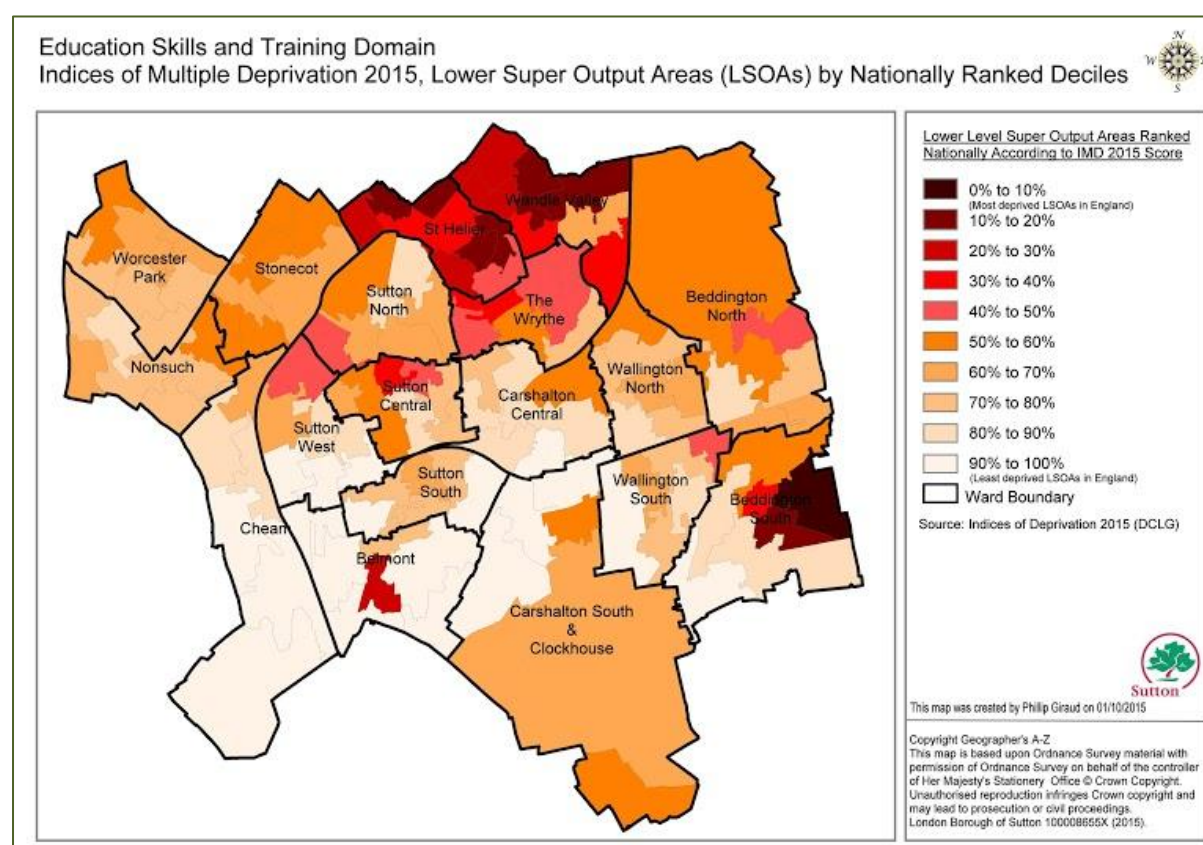 Education Skills and Training Domain
Indices of Multiple Deprivation 2015, Lower Super Output Areas (LSOAs) by Nationally Ranked Deciles
N
W
S
Worcester
Park
Stonecot
Nonsuch
Sutton
North
St Helier
Wandle Valley
The
Wrythe
Beddington
North
Sutton
Central
Sutton
West
Carshalton
Central
Wallington
North
Sutton
South
Wallington
South
Beddington
South
Cheam
Belmont
Carshalton South
&
Clockhouse
Lower Level Super Output Areas Ranked
Nationally According to IMD 2015 Score
0% to 10%
(Most deprived LSOAs in England)
10% to 20%
20% to 30%
30% to 40%
40% to 50%
50% to 60%
60% to 70%
70% to 80%
80% to 90%
90% to 100%
(Least deprived LSOAs in England)
Ward Boundary
Source: Indices of Deprivation 2015 (DCLG)
Sutton
This map was created by Phillip Giraud on 01/10/2015
Copyright Geographer's A-Z
This map is based upon Ordnance Survey material with
permission of Ordnance Survey on behalf of the controller
of Her Majesty's Stationery Office © Crown Copyright.
Unauthorised reproduction infringes Crown copyright and
may lead to prosecution or civil proceedings.
London Borough of Sutton 100008655X (2015).